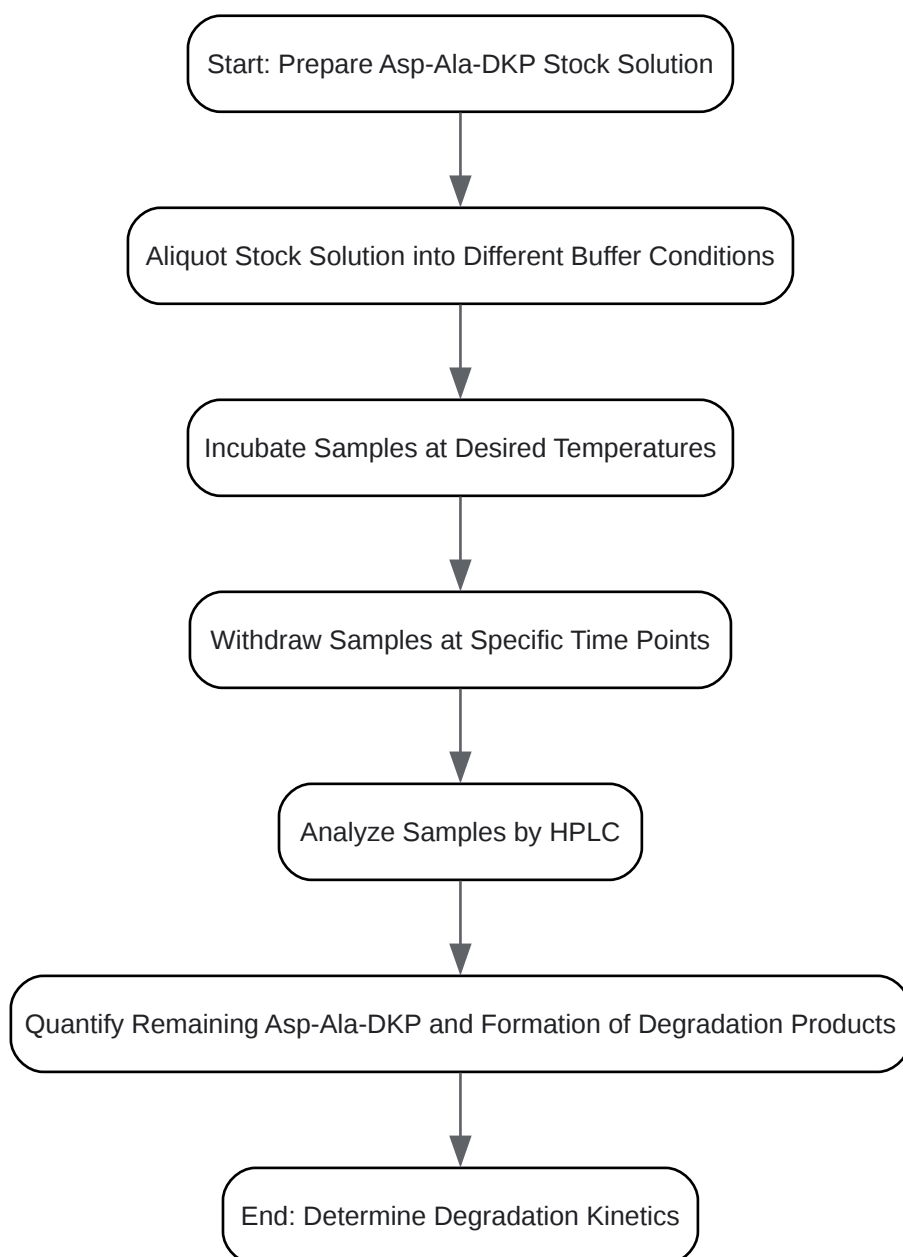 Start: Prepare Asp-Ala-DKP Stock Solution
Aliquot Stock Solution into Different Buffer Conditions
Incubate Samples at Desired Temperatures
Withdraw Samples at Specific Time Points
Analyze Samples by HPLC
Quantify Remaining Asp-Ala-DKP and Formation of Degradation Products
End: Determine Degradation Kinetics